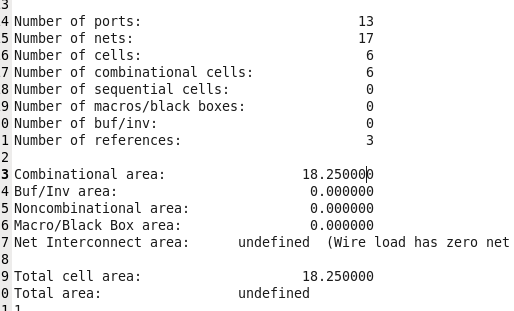 3
4 Number of ports: 13
5 Number of nets: 17
6 Number of cells: 6
7 Number of combinational cells: 6
8 Number of sequential cells: 0
9 Number of macros/black boxes: 0
0 Number of buf/inv: 0
1 Number of references: 3
2
3 Combinational area: 18.250000
4 Buf/Inv area: 0.000000
5 Noncombinational area: 0.000000
6 Macro/Black Box area: 0.000000
7 Net Interconnect area: undefined (Wire load has zero net
8
9 Total cell area: 18.250000
0 Total area: undefined
1 1